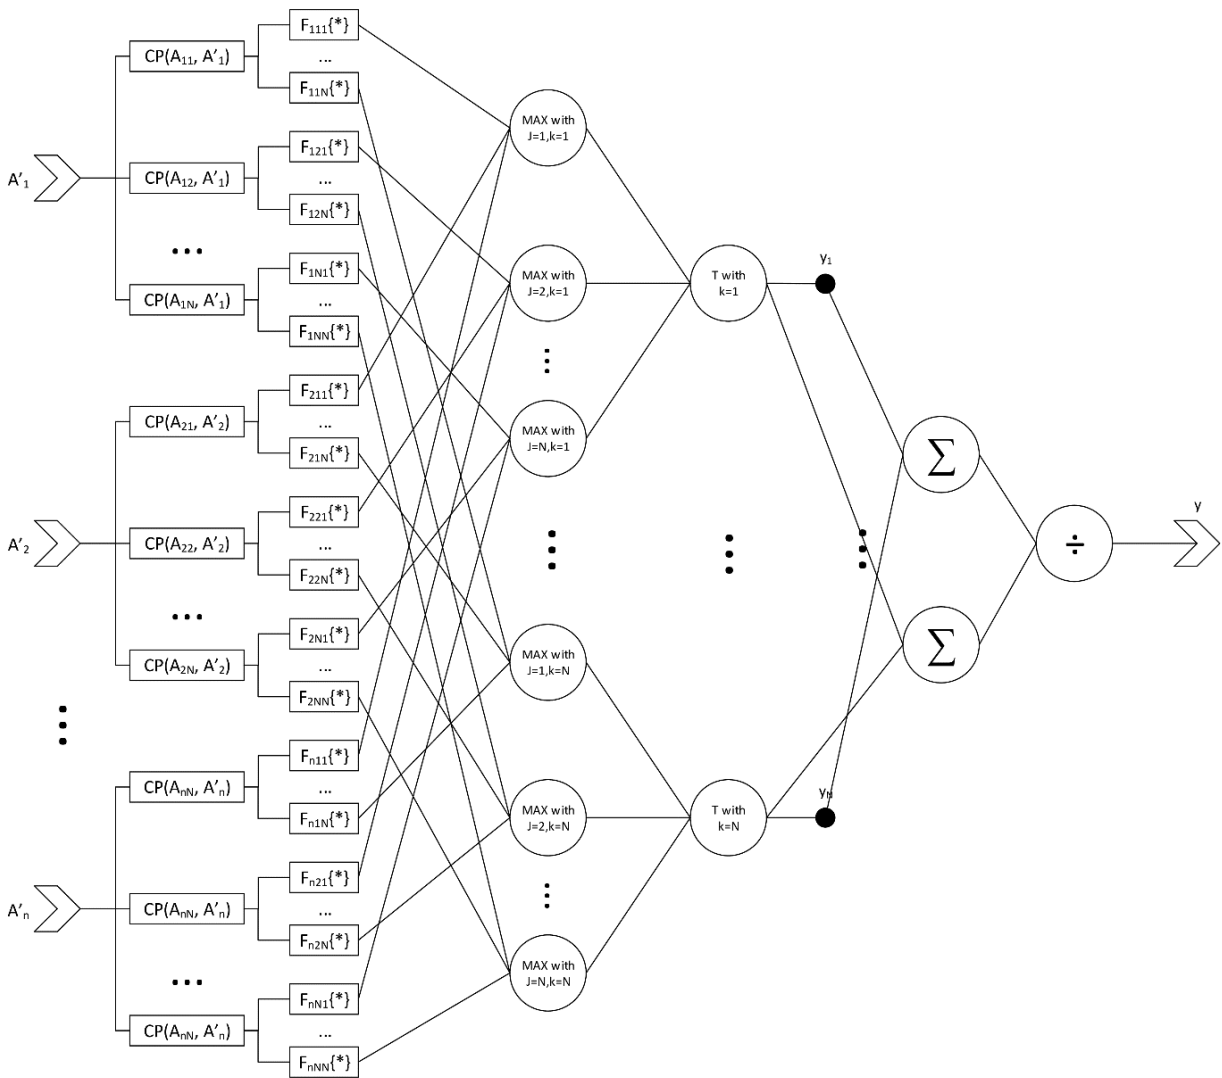 A'₁
A'₂
A'ₙ
CP(A₁₁, A'₁)
CP(A₁₂, A'₁)
...
CP(A₁N, A'₁)
CP(A₂₁, A'₂)
CP(A₂₂, A'₂)
...
CP(A₂N, A'₂)
CP(AnN, A'n)
CP(AnN, A'n)
...
CP(AnN, A'n)
F₁₁₁{*}
...
F₁₁N{*}
F₁₂₁{*}
...
F₁₂N{*}
F₁N₁{*}
...
F₁NN{*}
F₂₁₁{*}
...
F₂₁N{*}
F₂₂₁{*}
...
F₂₂N{*}
F₂N₁{*}
...
F₂NN{*}
Fn₁₁{*}
...
Fn₁N{*}
Fn₂₁{*}
...
Fn₂N{*}
FnN₁{*}
...
FnNN{*}
MAX with
J=1,k=1
MAX with
J=2,k=1
MAX with
J=N,k=1
MAX with
J=1,k=N
MAX with
J=2,k=N
MAX with
J=N,k=N
T with
k=1
T with
k=N
y₁
yN
∑
∑
÷
y